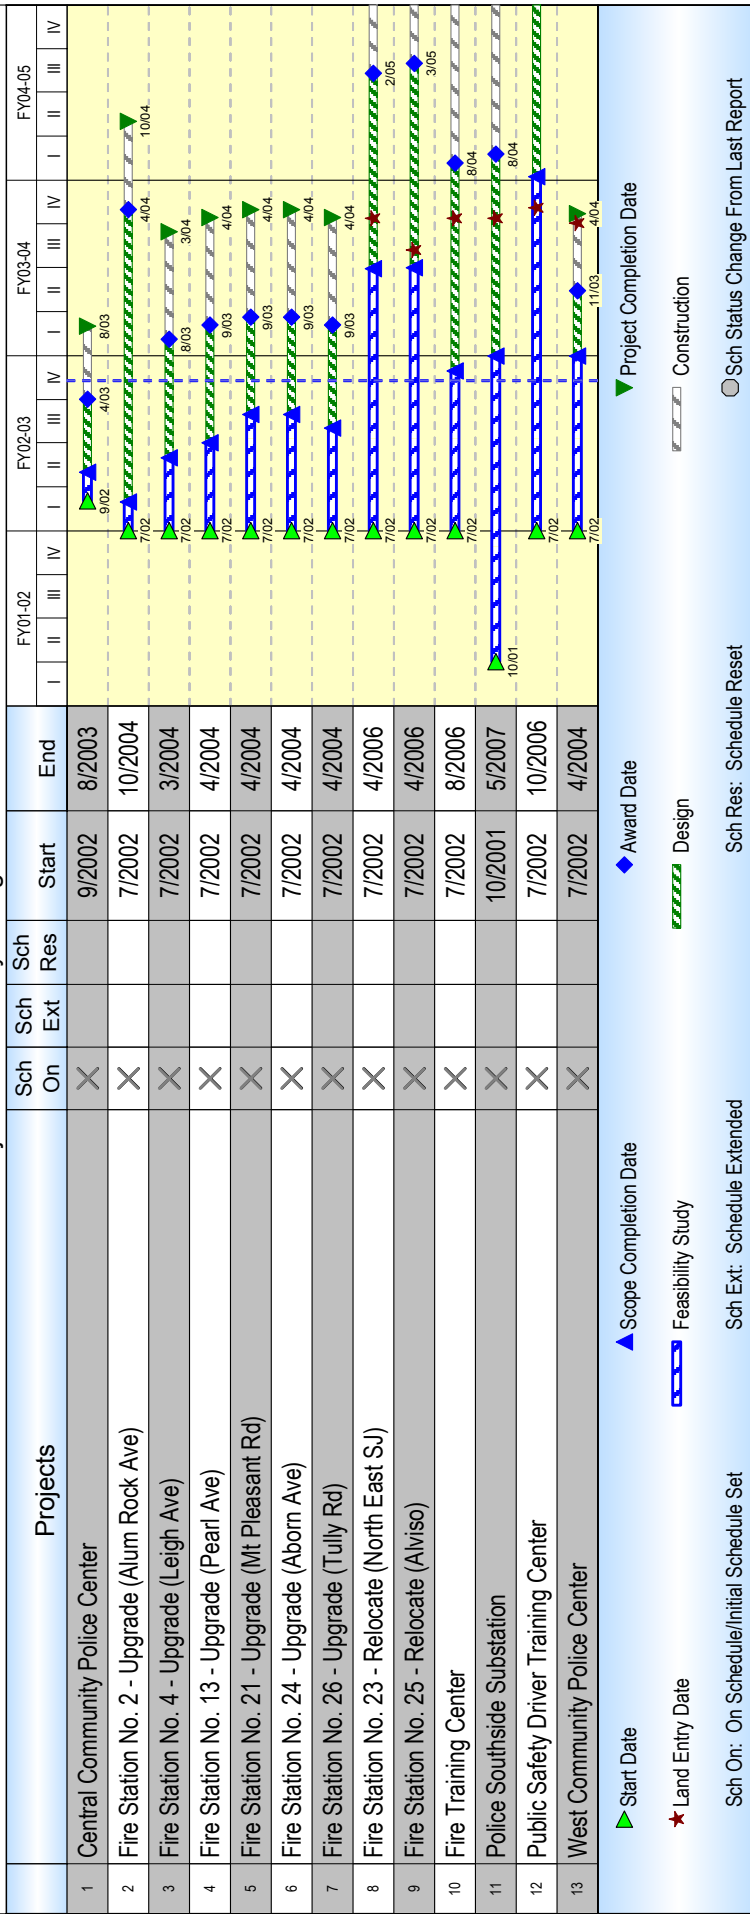 Projects Sch On Sch Ext Sch Res Start End FY01-02 FY02-03 FY03-04 FY04-05
I II III IV I II III IV I II III IV I II III IV
1 Central Community Police Center 9/2002 8/2003 9/02 4/03 8/03
2 Fire Station No. 2 - Upgrade (Alum Rock Ave) 7/2002 10/2004 7/02 4/04 10/04
3 Fire Station No. 4 - Upgrade (Leigh Ave) 7/2002 3/2004 7/02 8/03 3/04
4 Fire Station No. 13 - Upgrade (Pearl Ave) 7/2002 4/2004 7/02 9/03 4/04
5 Fire Station No. 21 - Upgrade (Mt Pleasant Rd) 7/2002 4/2004 7/02 9/03 4/04
6 Fire Station No. 24 - Upgrade (Aborn Ave) 7/2002 4/2004 7/02 9/03 4/04
7 Fire Station No. 26 - Upgrade (Tully Rd) 7/2002 4/2004 7/02 9/03 4/04
8 Fire Station No. 23 - Relocate (North East SJ) 7/2002 4/2006 7/02 2/05
9 Fire Station No. 25 - Relocate (Alviso) 7/2002 4/2006 7/02 3/05
10 Fire Training Center 7/2002 8/2006 7/02 8/04
11 Police Southside Substation 10/2001 5/2007 10/01 8/04
12 Public Safety Driver Training Center 7/2002 10/2006 7/02
13 West Community Police Center 7/2002 4/2004 7/02 11/03 4/04
Start Date Scope Completion Date Award Date Project Completion Date
Land Entry Date Feasibility Study Design Construction
Sch On: On Schedule/Initial Schedule Set Sch Ext: Schedule Extended Sch Res: Schedule Reset Sch Status Change From Last Report